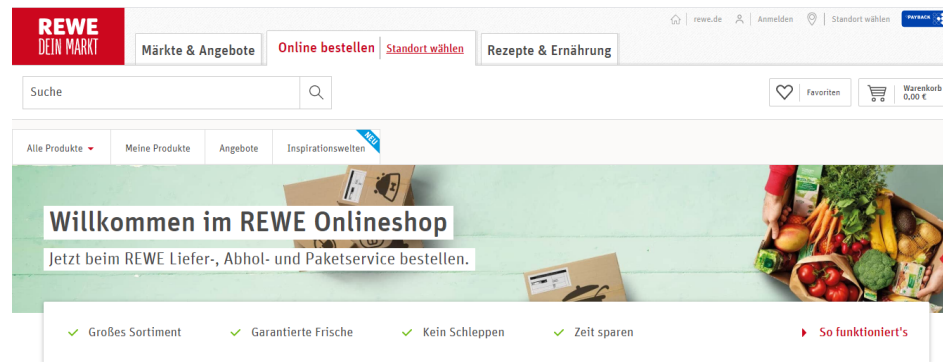 REWE
DEIN MARKT
rewe.de Anmelden Standort wählen PAYBACK
Märkte & Angebote Online bestellen Standort wählen Rezepte & Ernährung
Suche
Favoriten
Warenkorb
0,00 €
Alle Produkte Meine Produkte Angebote Inspirationswelten NEU
Willkommen im REWE Onlineshop
Jetzt beim REWE Liefer-, Abhol- und Paketservice bestellen.
Großes Sortiment Garantierte Frische Kein Schleppen Zeit sparen So funktioniert's